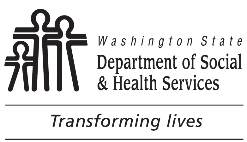 Washington State
Department of Social
& Health Services
Transforming lives